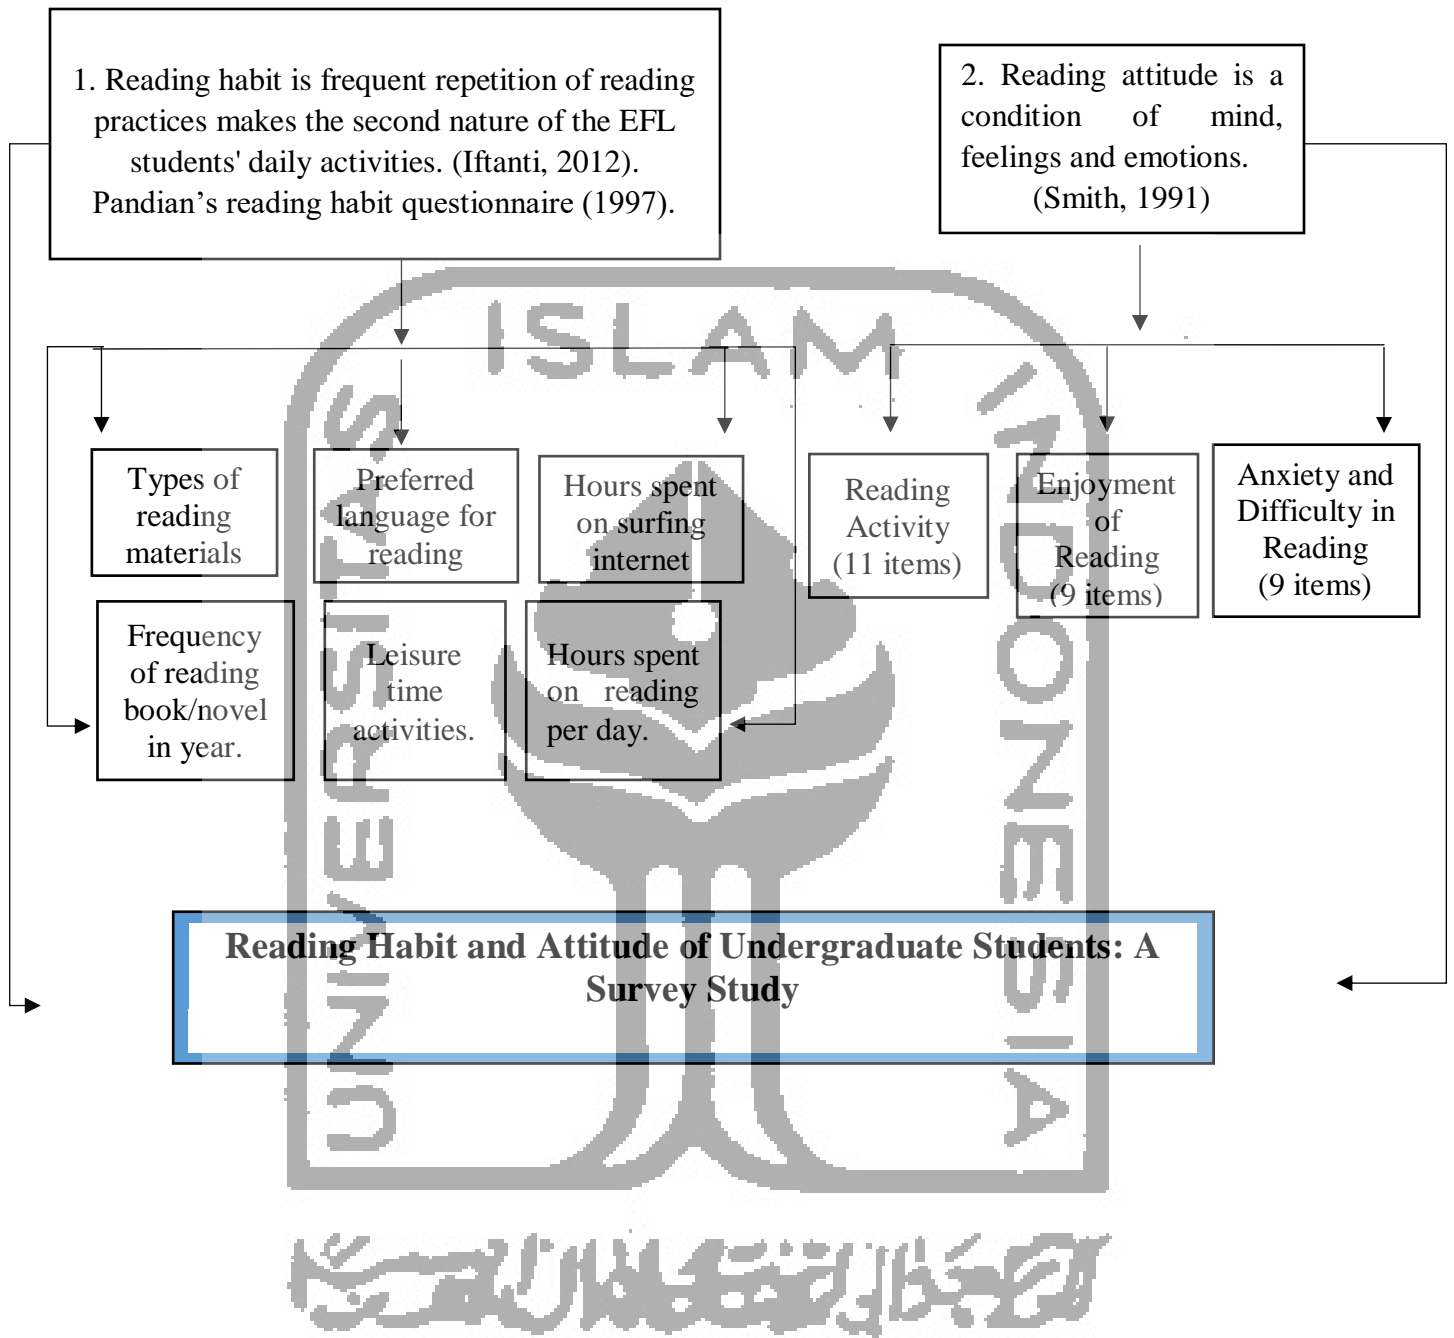 1. Reading habit is frequent repetition of reading
practices makes the second nature of the EFL
students' daily activities. (Iftanti, 2012).
Pandian’s reading habit questionnaire (1997).
2. Reading attitude is a
condition of mind,
feelings and emotions.
(Smith, 1991)
Types of
reading
materials
Preferred
language for
reading
Hours spent
on surfing
internet
Reading
Activity
(11 items)
Enjoyment
of
Reading
(9 items)
Anxiety and
Difficulty in
Reading
(9 items)
Frequency
of reading
book/novel
in year.
Leisure
time
activities.
Hours spent
on reading
per day.
Reading Habit and Attitude of Undergraduate Students: A
Survey Study
UNIVERSITAS
ISLAM
INDONESIA